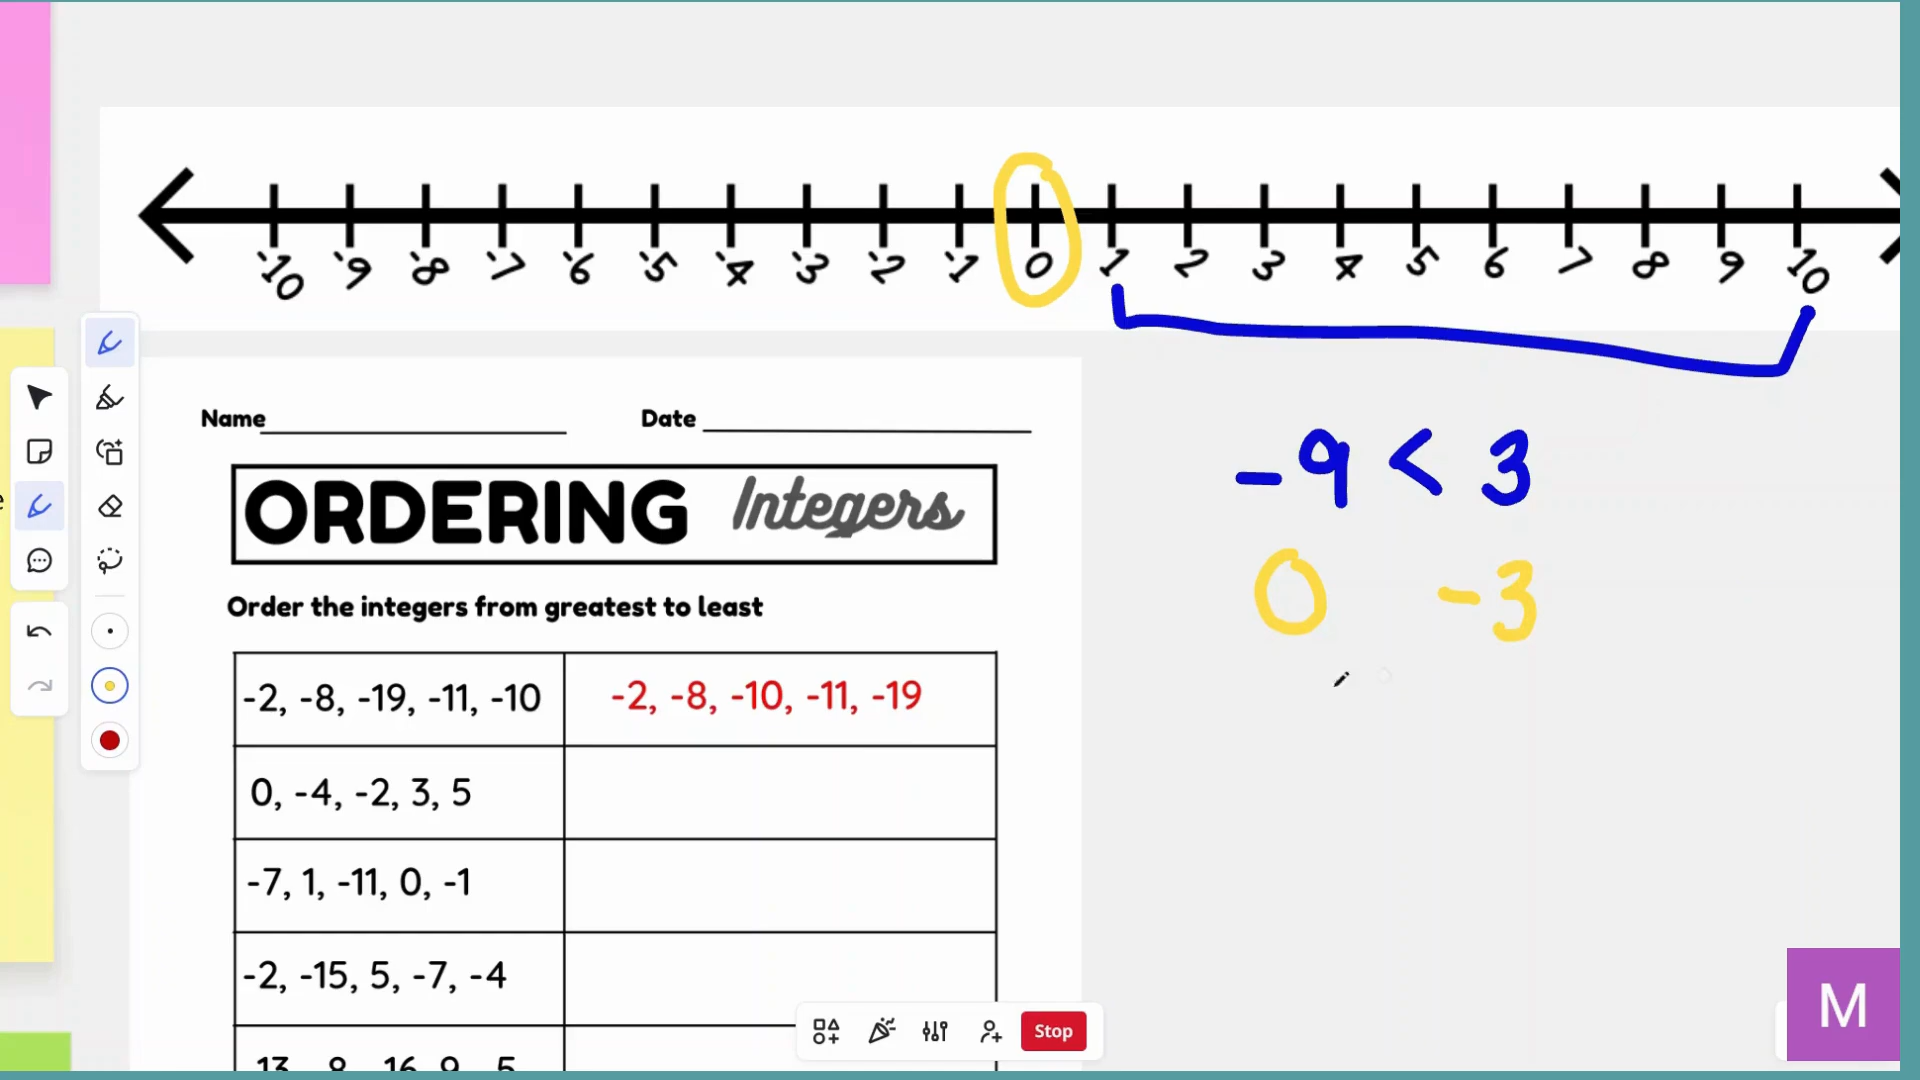 -10 -9 -8 -7 -6 -5 -4 -3 -2 -1 0 1 2 3 4 5 6 7 8 9 10
Name Date
-9 < 3
ORDERING Integers
0 -3
Order the integers from greatest to least
-2, -8, -19, -11, -10 -2, -8, -10, -11, -19
0, -4, -2, 3, 5
-7, 1, -11, 0, -1
-2, -15, 5, -7, -4
Stop
M